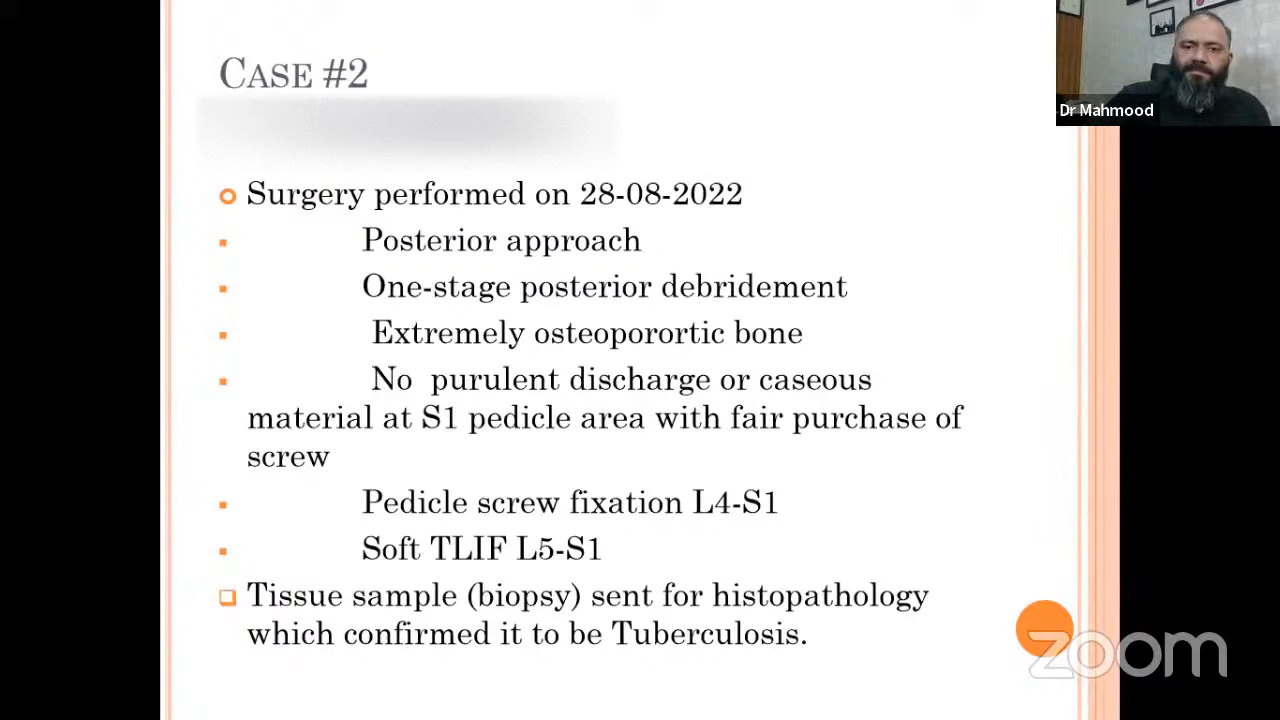 CASE #2
Dr Mahmood
Surgery performed on 28-08-2022
Posterior approach
One-stage posterior debridement
Extremely osteoporortic bone
No purulent discharge or caseous
material at S1 pedicle area with fair purchase of
screw
Pedicle screw fixation L4-S1
Soft TLIF L5-S1
Tissue sample (biopsy) sent for histopathology
which confirmed it to be Tuberculosis.
zoom